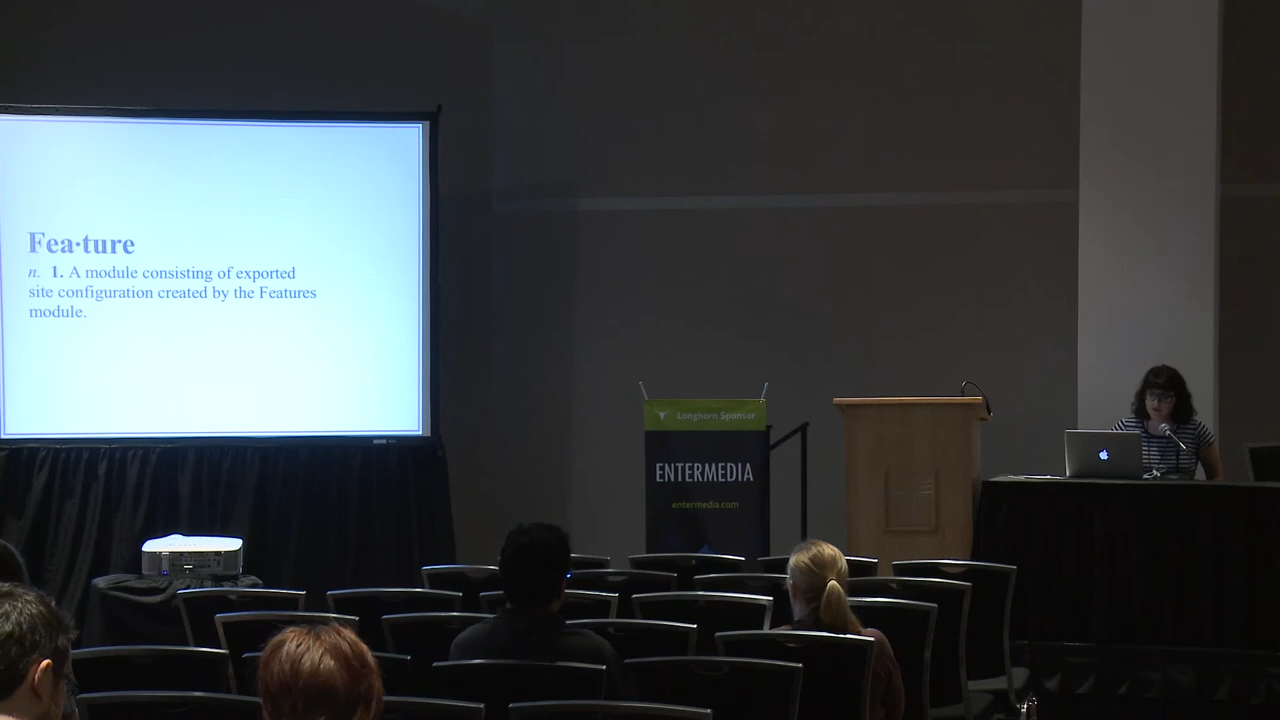 Fea·ture
n. 1. A module consisting of exported
site configuration created by the Features
module.
Longhorn Sponsor
ENTERMEDIA
entermedia.com